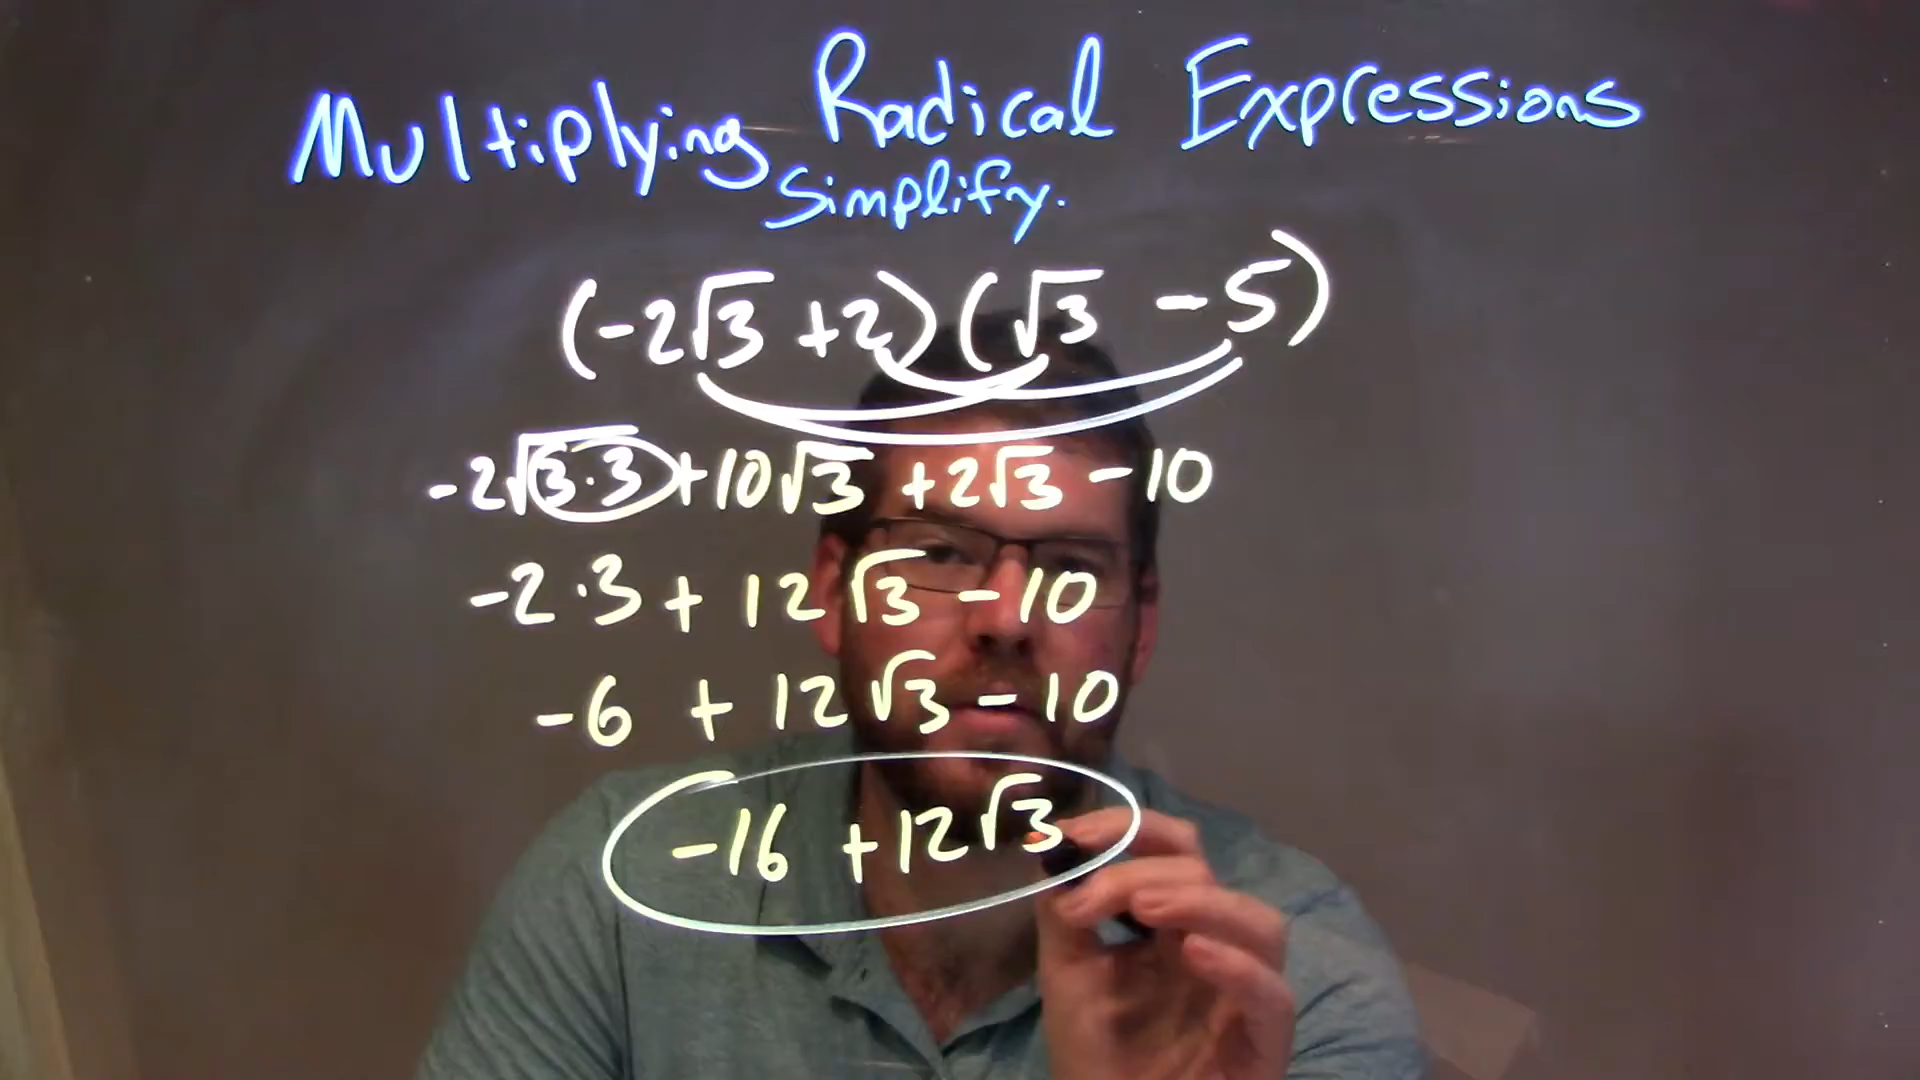 Multiplying Radical Expressions
Simplify.
(-2√3 +2)(√3 - 5)
-2√3·3 +10√3 +2√3 -10
-2·3 + 12√3 -10
-6 + 12√3 -10
-16 +12√3